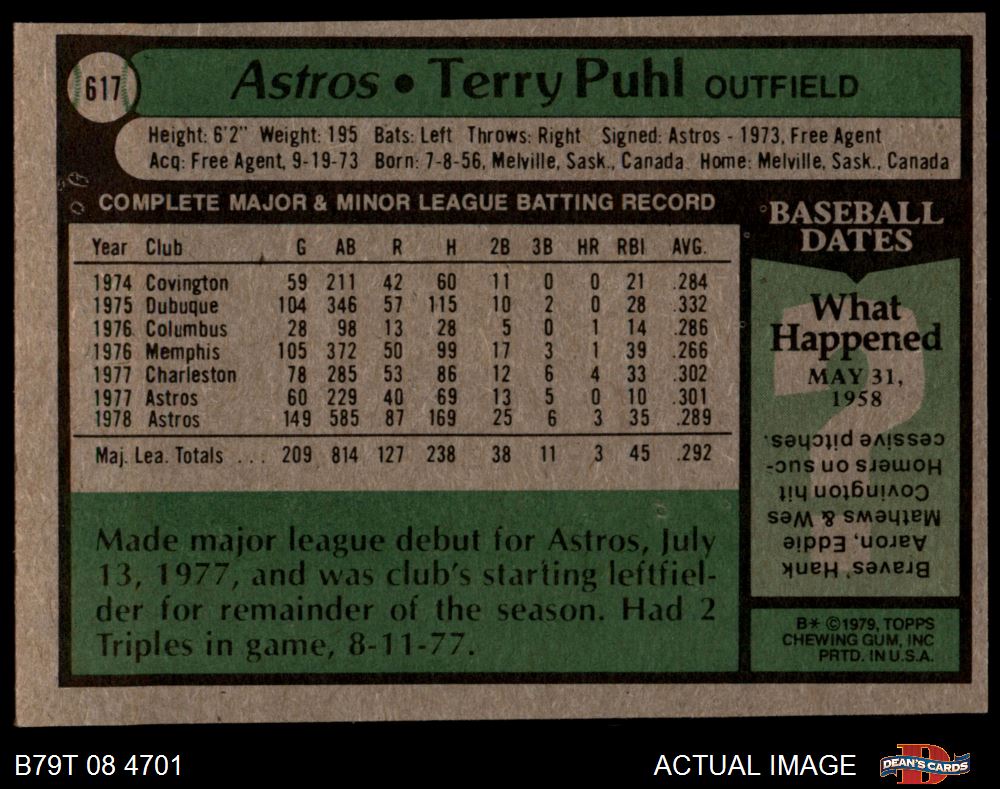 617
Astros • Terry Puhl OUTFIELD
Height: 6'2" Weight: 195 Bats: Left Throws: Right Signed: Astros - 1973, Free Agent
Acq: Free Agent, 9-19-73 Born: 7-8-56, Melville, Sask., Canada Home: Melville, Sask., Canada
COMPLETE MAJOR & MINOR LEAGUE BATTING RECORD
Year Club G AB R H 2B 3B HR RBI AVG.
1974 Covington 59 211 42 60 11 0 0 21 .284
1975 Dubuque 104 346 57 115 10 2 0 28 .332
1976 Columbus 28 98 13 28 5 0 1 14 .286
1976 Memphis 105 372 50 99 17 3 1 39 .266
1977 Charleston 78 285 53 86 12 6 4 33 .302
1977 Astros 60 229 40 69 13 5 0 10 .301
1978 Astros 149 585 87 169 25 6 3 35 .289
Maj. Lea. Totals ... 209 814 127 238 38 11 3 45 .292
Made major league debut for Astros, July
13, 1977, and was club's starting leftfiel-
der for remainder of the season. Had 2
Triples in game, 8-11-77.
BASEBALL
DATES
What
Happened
MAY 31,
1958
Braves' Hank
Aaron, Eddie
Mathews & Wes
Covington hit
Homers on suc-
cessive pitches.
B* ©1979, TOPPS
CHEWING GUM, INC
PRTD. IN U.S.A.
B79T 08 4701
ACTUAL IMAGE
DEAN'S CARDS